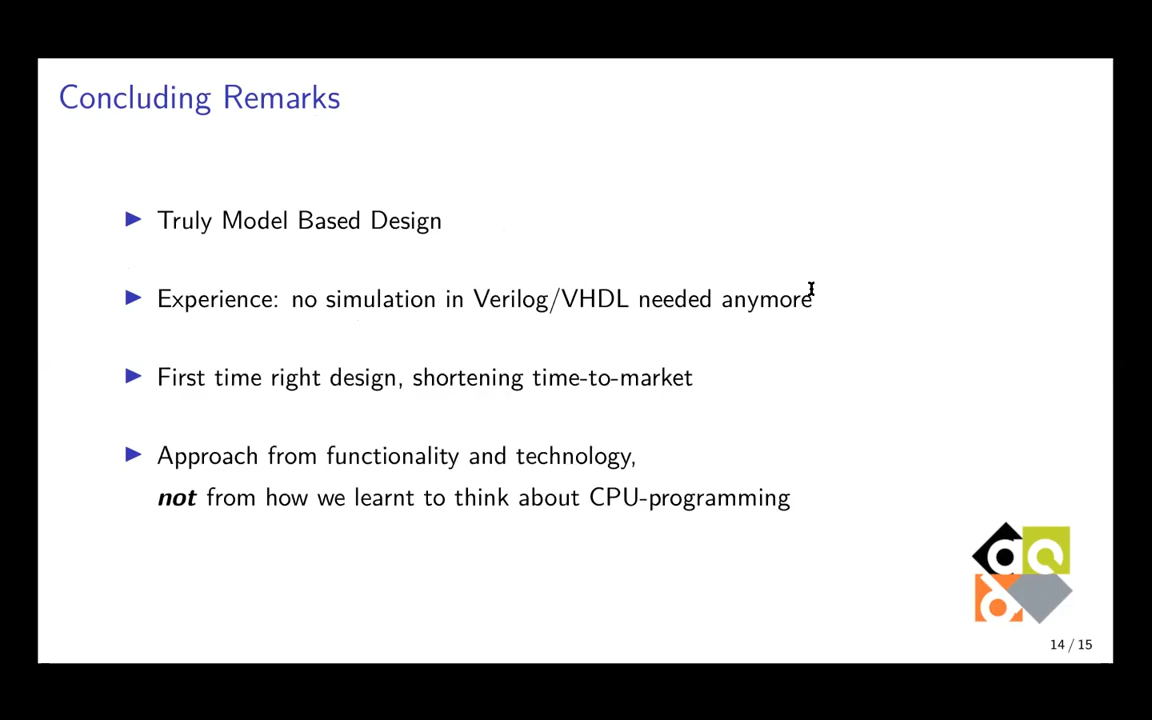 Concluding Remarks
Truly Model Based Design
Experience: no simulation in Verilog/VHDL needed anymore
First time right design, shortening time-to-market
Approach from functionality and technology,
not from how we learnt to think about CPU-programming
14 / 15